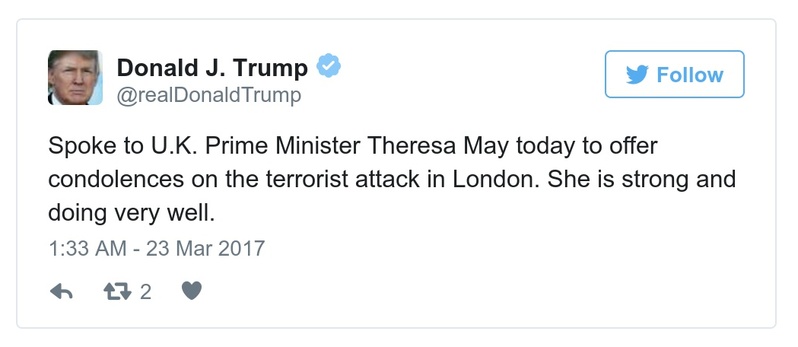 Donald J. Trump
@realDonaldTrump
Follow
Spoke to U.K. Prime Minister Theresa May today to offer
condolences on the terrorist attack in London. She is strong and
doing very well.
1:33 AM - 23 Mar 2017
2